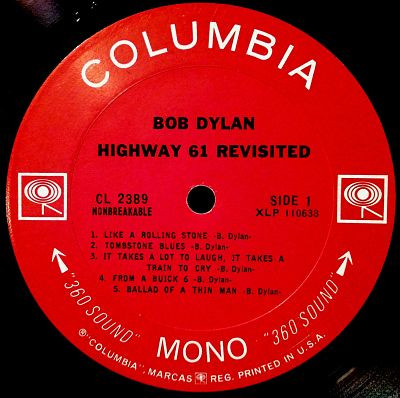 COLUMBIA
BOB DYLAN
HIGHWAY 61 REVISITED
CL 2389
NONBREAKABLE
SIDE 1
XLP 110638
1. LIKE A ROLLING STONE -B. Dylan-
2. TOMBSTONE BLUES -B. Dylan-
3. IT TAKES A LOT TO LAUGH, IT TAKES A
TRAIN TO CRY -B. Dylan-
4. FROM A BUICK 6 -B. Dylan-
5. BALLAD OF A THIN MAN -B. Dylan-
"360 SOUND"
MONO
"360 SOUND"
® "COLUMBIA", MARCAS REG. PRINTED IN U.S.A.